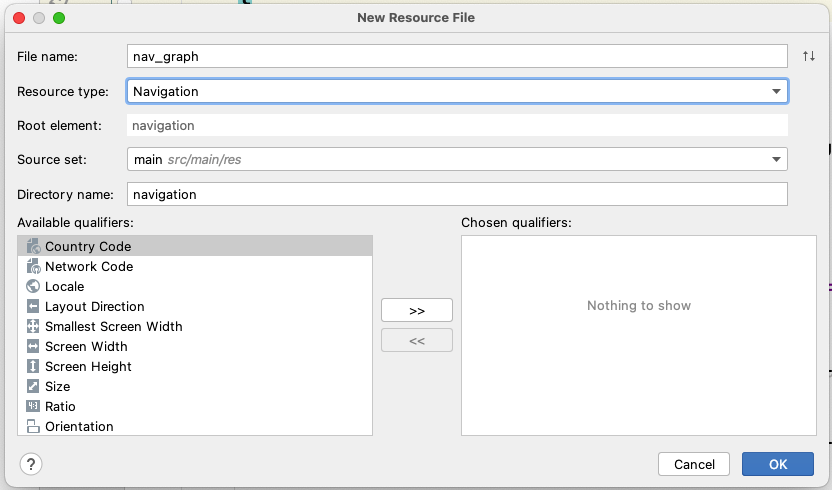 New Resource File
File name: nav_graph
Resource type: Navigation
Root element: navigation
Source set: main src/main/res
Directory name: navigation
Available qualifiers:
Country Code
Network Code
Locale
Layout Direction
Smallest Screen Width
Screen Width
Screen Height
Size
Ratio
Orientation
>>
<<
Chosen qualifiers:
Nothing to show
?
Cancel
OK